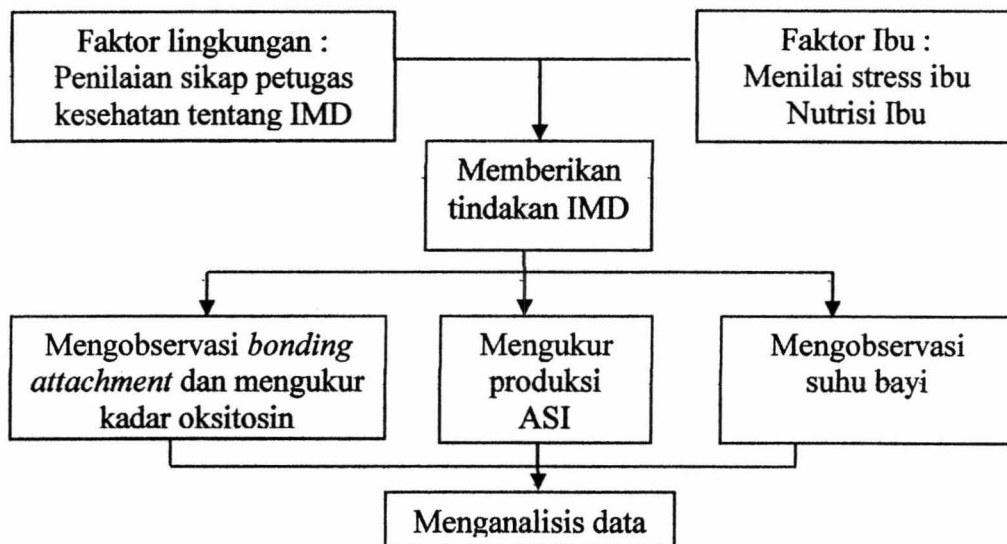 Faktor lingkungan :
Penilaian sikap petugas
kesehatan tentang IMD
Faktor Ibu :
Menilai stress ibu
Nutrisi Ibu
Memberikan
tindakan IMD
Mengobservasi bonding
attachment dan mengukur
kadar oksitosin
Mengukur
produksi
ASI
Mengobservasi
suhu bayi
Menganalisis data